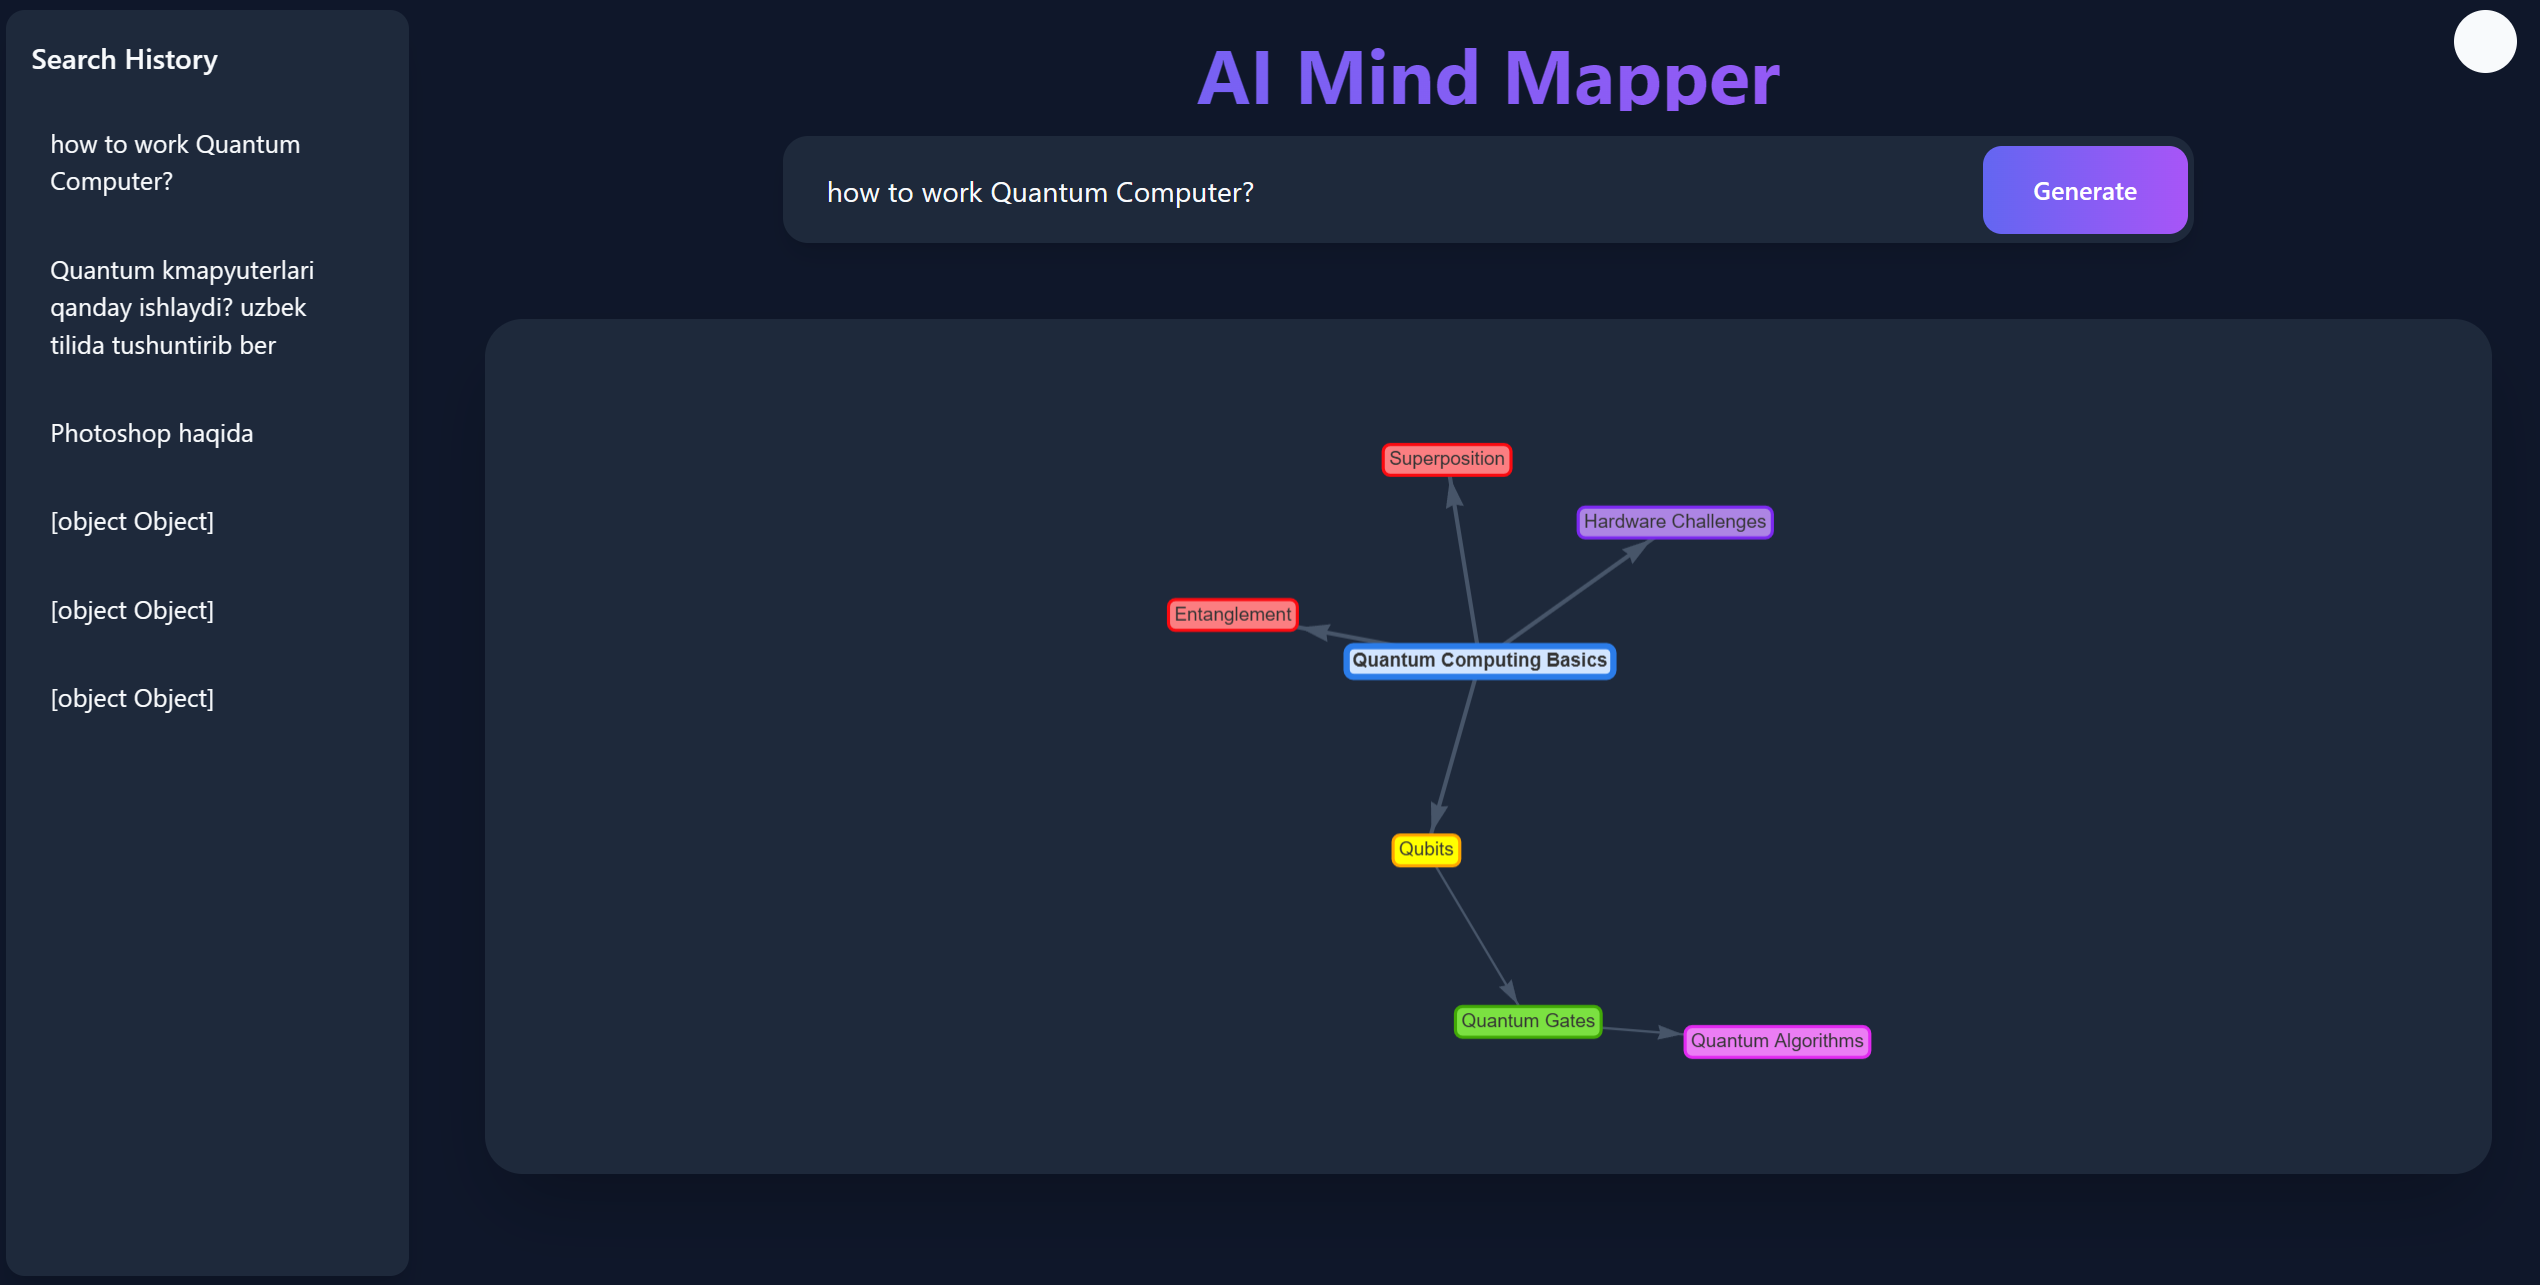 Search History
how to work Quantum
Computer?
Quantum kmapyuterlari
qanday ishlaydi? uzbek
tilida tushuntirib ber
Photoshop haqida
[object Object]
[object Object]
[object Object]
AI Mind Mapper
how to work Quantum Computer?
Generate
Superposition
Hardware Challenges
Entanglement
Quantum Computing Basics
Qubits
Quantum Gates
Quantum Algorithms